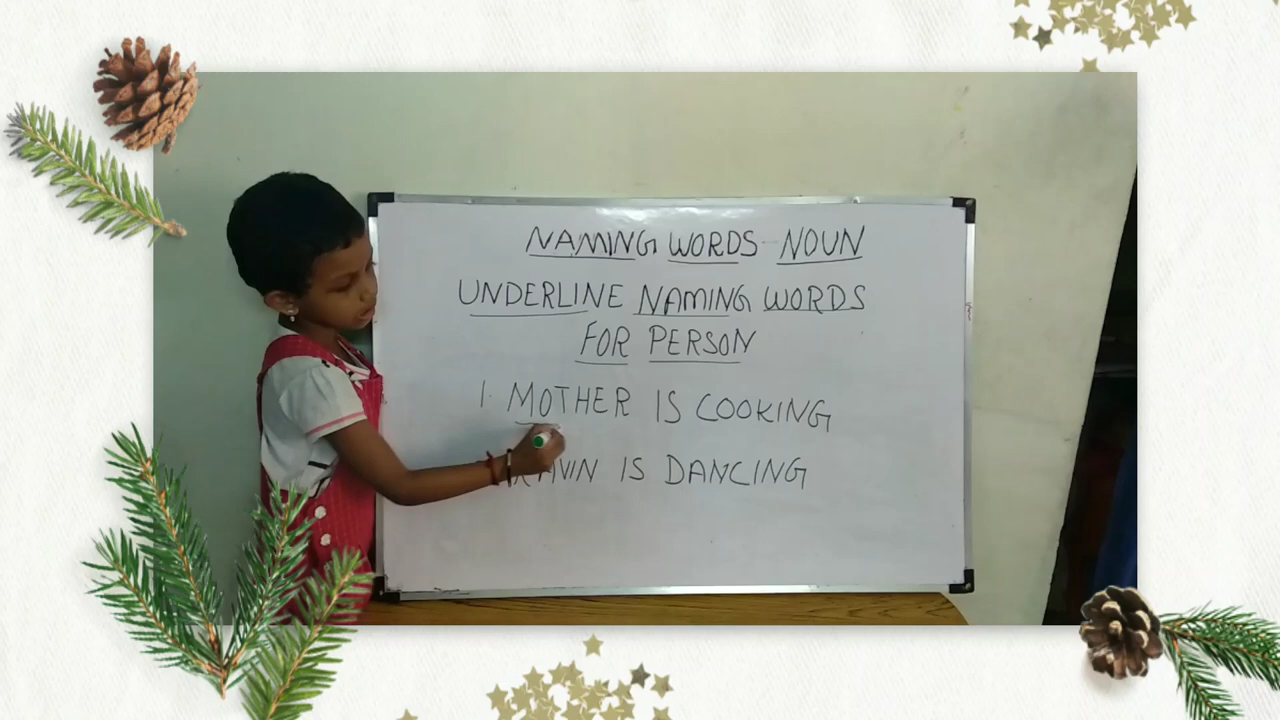 NAMING WORDS - NOUN
UNDERLINE NAMING WORDS
FOR PERSON
1. MOTHER IS COOKING
IS DANCING